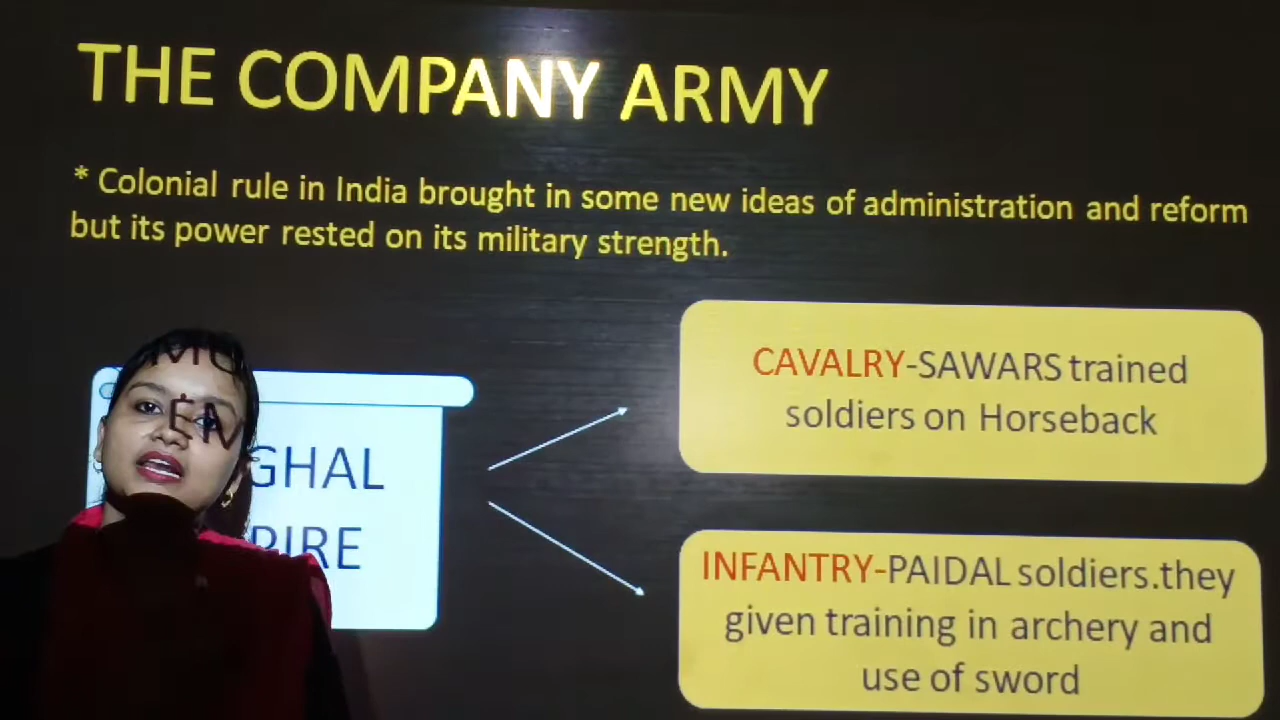 THE COMPANY ARMY
* Colonial rule in India brought in some new ideas of administration and reform
but its power rested on its military strength.
CAVALRY-SAWARS trained
soldiers on Horseback
MUGHAL
EMPIRE
INFANTRY-PAIDAL soldiers.they
given training in archery and
use of sword